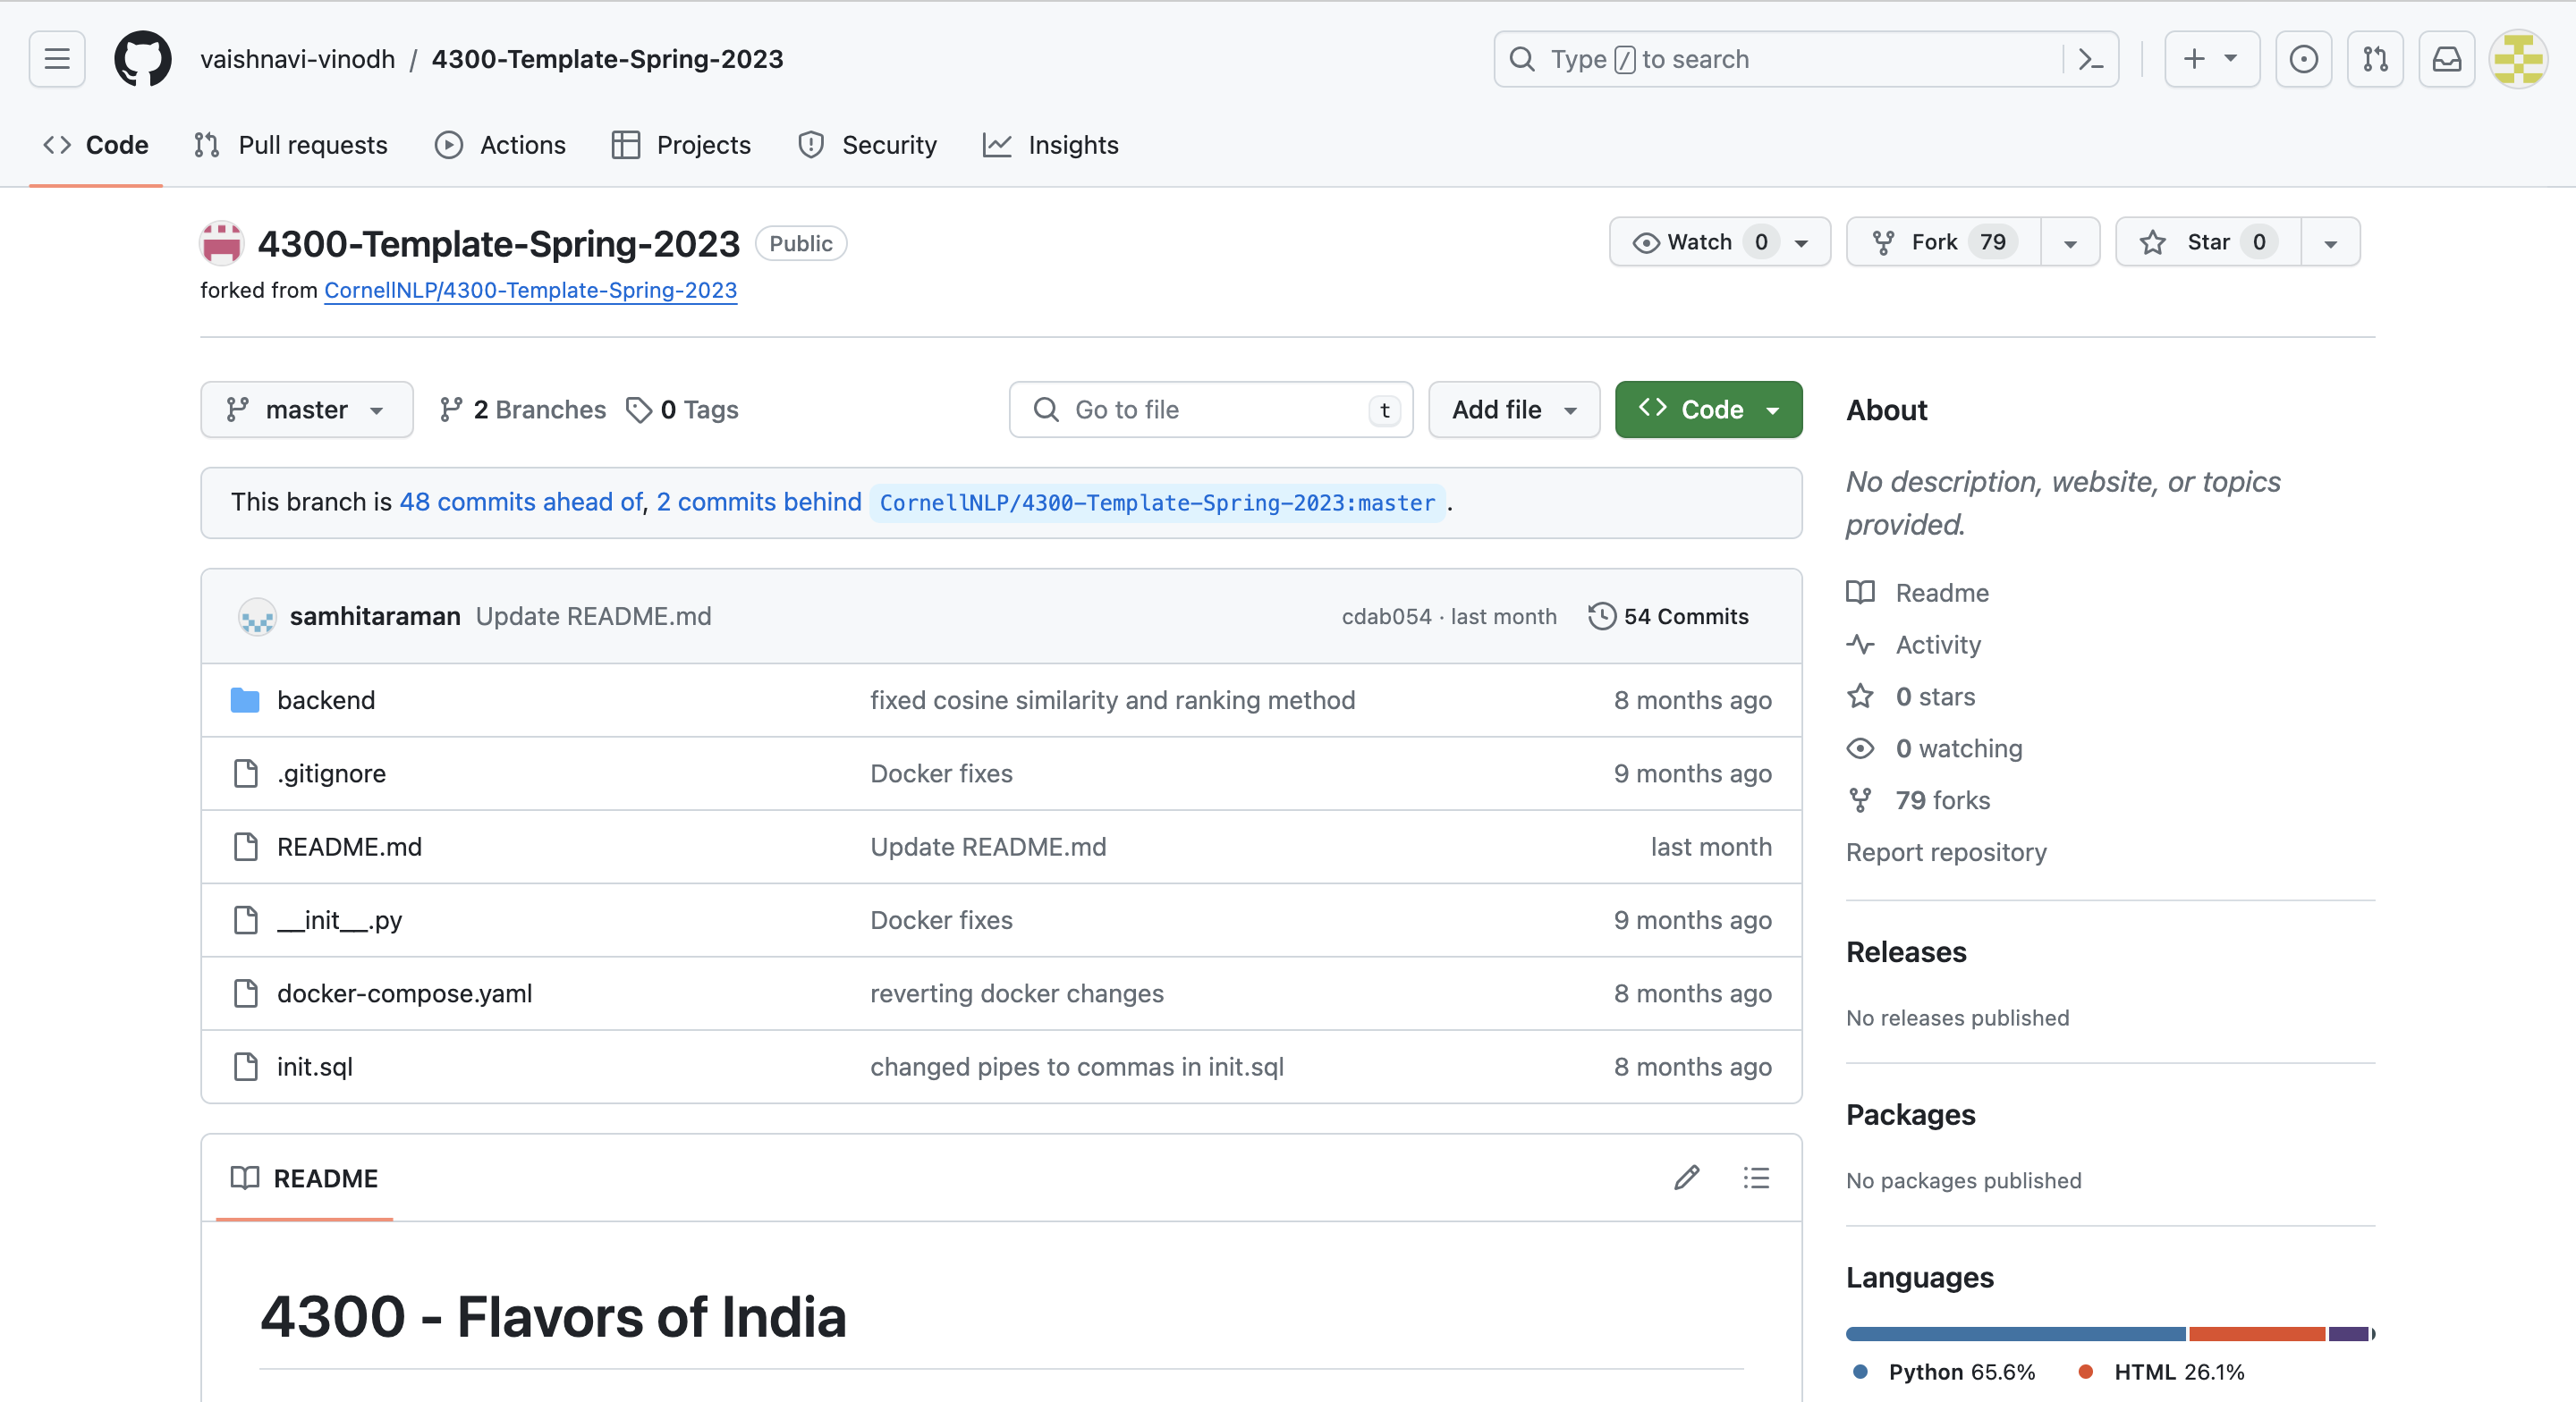 vaishnavi-vinodh / 4300-Template-Spring-2023
Type / to search
Code Pull requests Actions Projects Security Insights
4300-Template-Spring-2023 Public
Watch 0 Fork 79 Star 0
forked from CornellNLP/4300-Template-Spring-2023
master 2 Branches 0 Tags
Go to file t Add file Code
This branch is 48 commits ahead of, 2 commits behind CornellNLP/4300-Template-Spring-2023:master .
samhitaraman Update README.md cdab054 · last month 54 Commits
backend fixed cosine similarity and ranking method 8 months ago
.gitignore Docker fixes 9 months ago
README.md Update README.md last month
__init__.py Docker fixes 9 months ago
docker-compose.yaml reverting docker changes 8 months ago
init.sql changed pipes to commas in init.sql 8 months ago
README
4300 - Flavors of India
About
No description, website, or topics
provided.
Readme
Activity
0 stars
0 watching
79 forks
Report repository
Releases
No releases published
Packages
No packages published
Languages
Python 65.6% HTML 26.1%